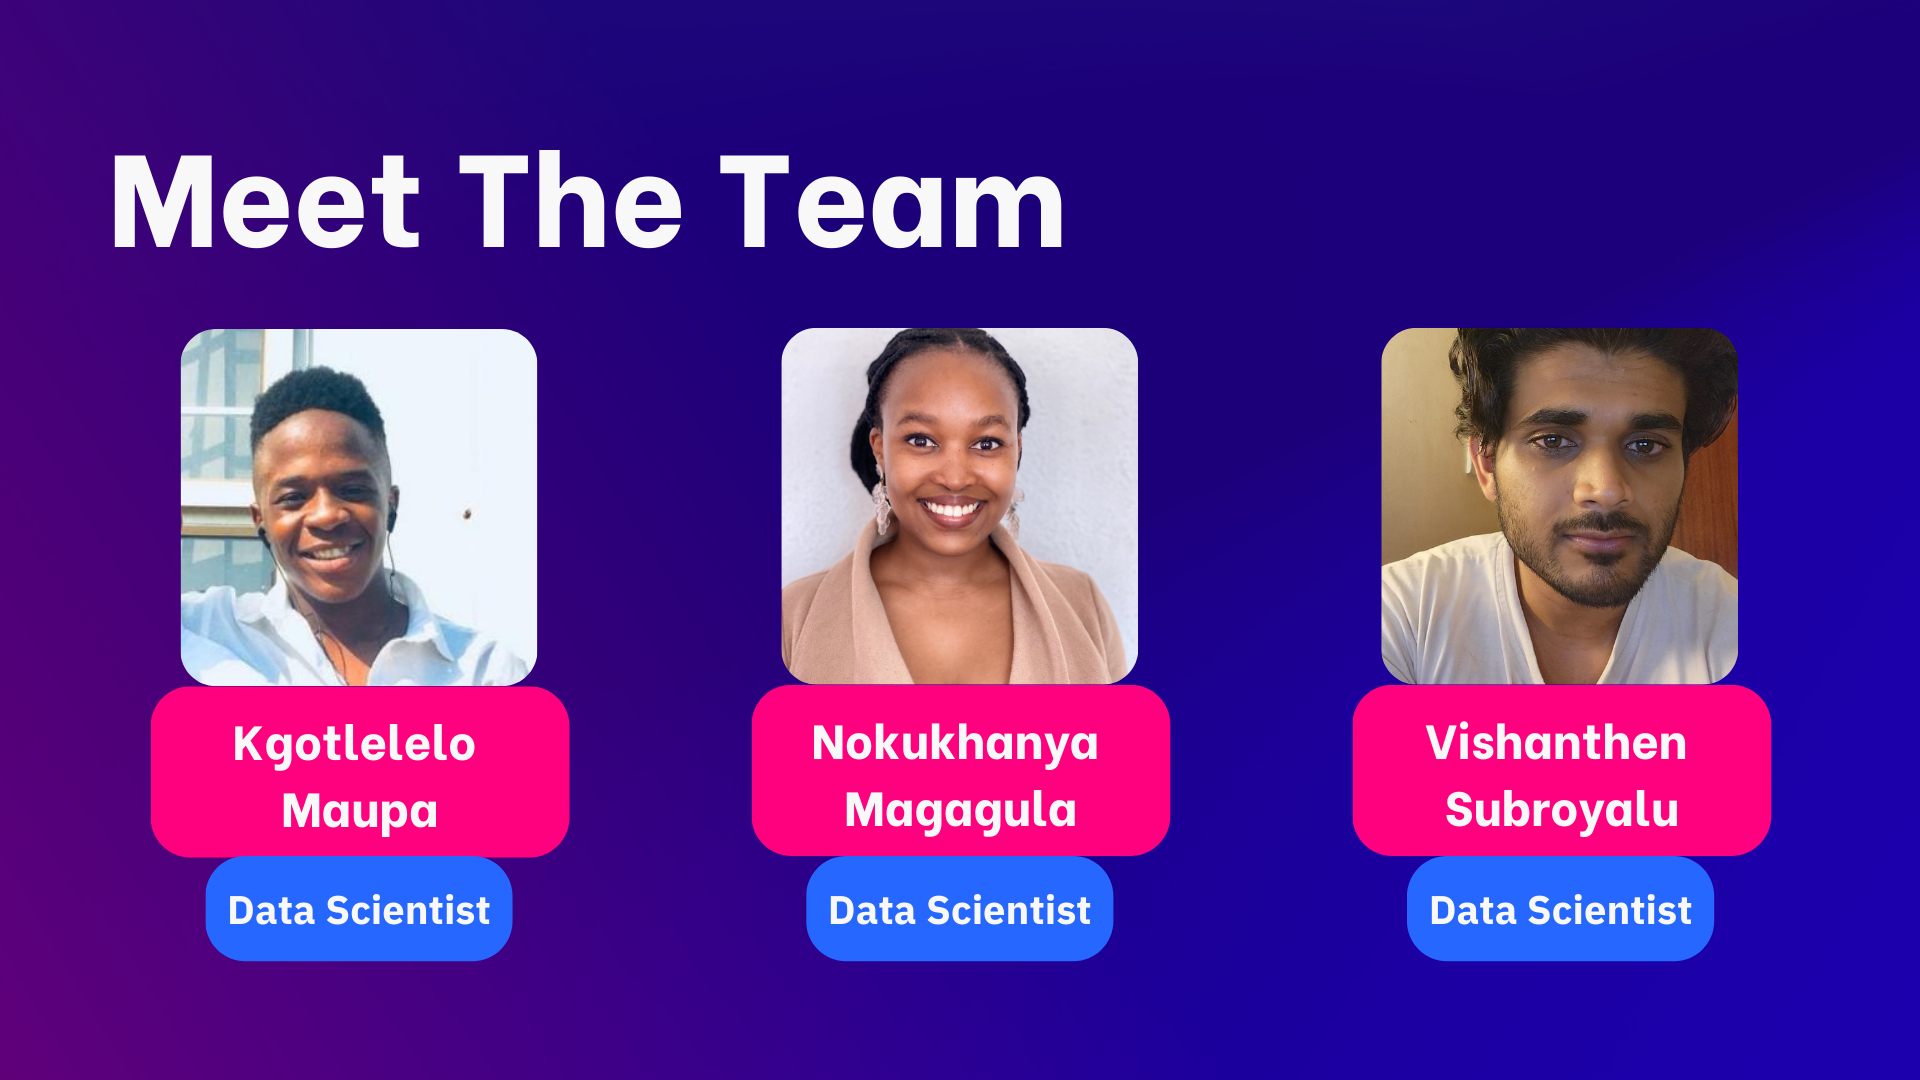 Meet The Team
Kgotlelelo
Maupa
Data Scientist
Nokukhanya
Magagula
Data Scientist
Vishanthen
Subroyalu
Data Scientist